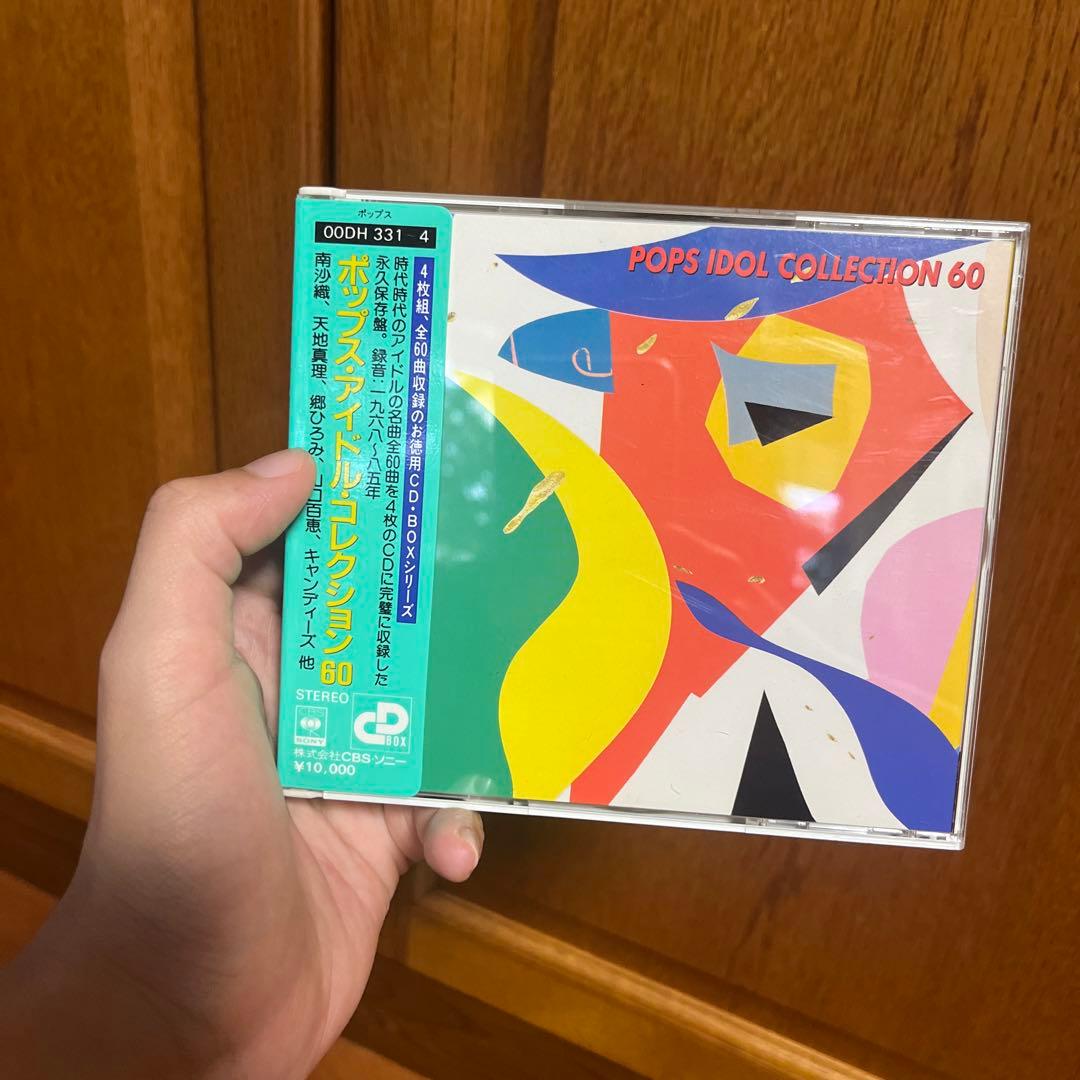 ポップス
00DH 331~4
4枚組、全60曲収録のお徳用CD・BOXシリーズ
時代時代のアイドルの名曲全60曲を4枚のCDに完璧に収録した
永久保存盤。録音:一九六八〜八五年
ポップス・アイドル・コレクション60
南沙織、天地真理、郷ひろみ、山口百恵、キャンディーズ 他
STEREO
CBS
SONY
CD
BOX
株式会社CBS・ソニー
¥10,000
POPS IDOL COLLECTION 60